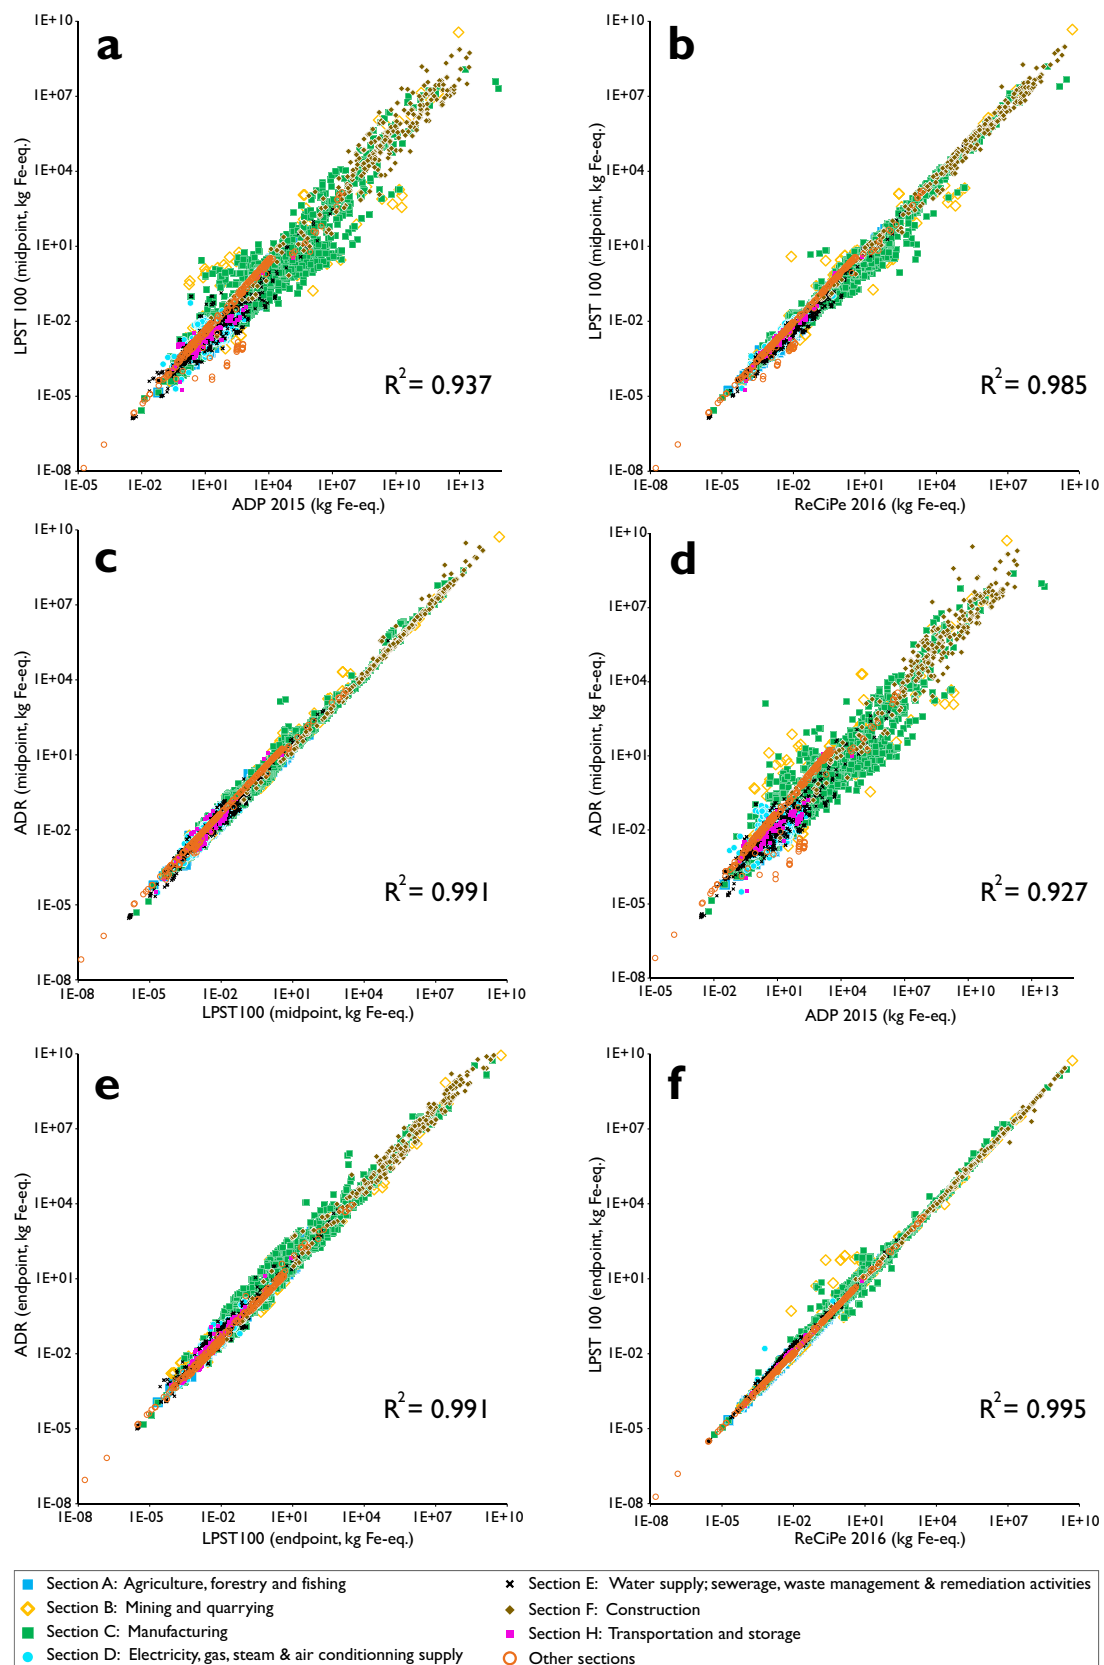 a
1E+10
1E+07
1E+04
1E+01
1E-02
1E-05
1E-08
LPST 100 (midpoint, kg Fe-eq.)
R2 = 0.937
1E-05 1E-02 1E+01 1E+04 1E+07 1E+10 1E+13
ADP 2015 (kg Fe-eq.)
b
1E+10
1E+07
1E+04
1E+01
1E-02
1E-05
1E-08
LPST 100 (midpoint, kg Fe-eq.)
R2 = 0.985
1E-08 1E-05 1E-02 1E+01 1E+04 1E+07 1E+10
ReCiPe 2016 (kg Fe-eq.)
c
1E+10
1E+07
1E+04
1E+01
1E-02
1E-05
1E-08
ADR (midpoint, kg Fe-eq.)
R2 = 0.991
1E-08 1E-05 1E-02 1E+01 1E+04 1E+07 1E+10
LPST100 (midpoint, kg Fe-eq.)
d
1E+10
1E+07
1E+04
1E+01
1E-02
1E-05
1E-08
ADR (midpoint, kg Fe-eq.)
R2 = 0.927
1E-05 1E-02 1E+01 1E+04 1E+07 1E+10 1E+13
ADP 2015 (kg Fe-eq.)
e
1E+10
1E+07
1E+04
1E+01
1E-02
1E-05
1E-08
ADR (endpoint, kg Fe-eq.)
R2 = 0.991
1E-08 1E-05 1E-02 1E+01 1E+04 1E+07 1E+10
LPST100 (endpoint, kg Fe-eq.)
f
1E+10
1E+07
1E+04
1E+01
1E-02
1E-05
1E-08
LPST 100 (endpoint, kg Fe-eq.)
R2 = 0.995
1E-08 1E-05 1E-02 1E+01 1E+04 1E+07 1E+10
ReCiPe 2016 (kg Fe-eq.)
Section A: Agriculture, forestry and fishing
Section B: Mining and quarrying
Section C: Manufacturing
Section D: Electricity, gas, steam & air conditionning supply
Section E: Water supply; sewerage, waste management & remediation activities
Section F: Construction
Section H: Transportation and storage
Other sections